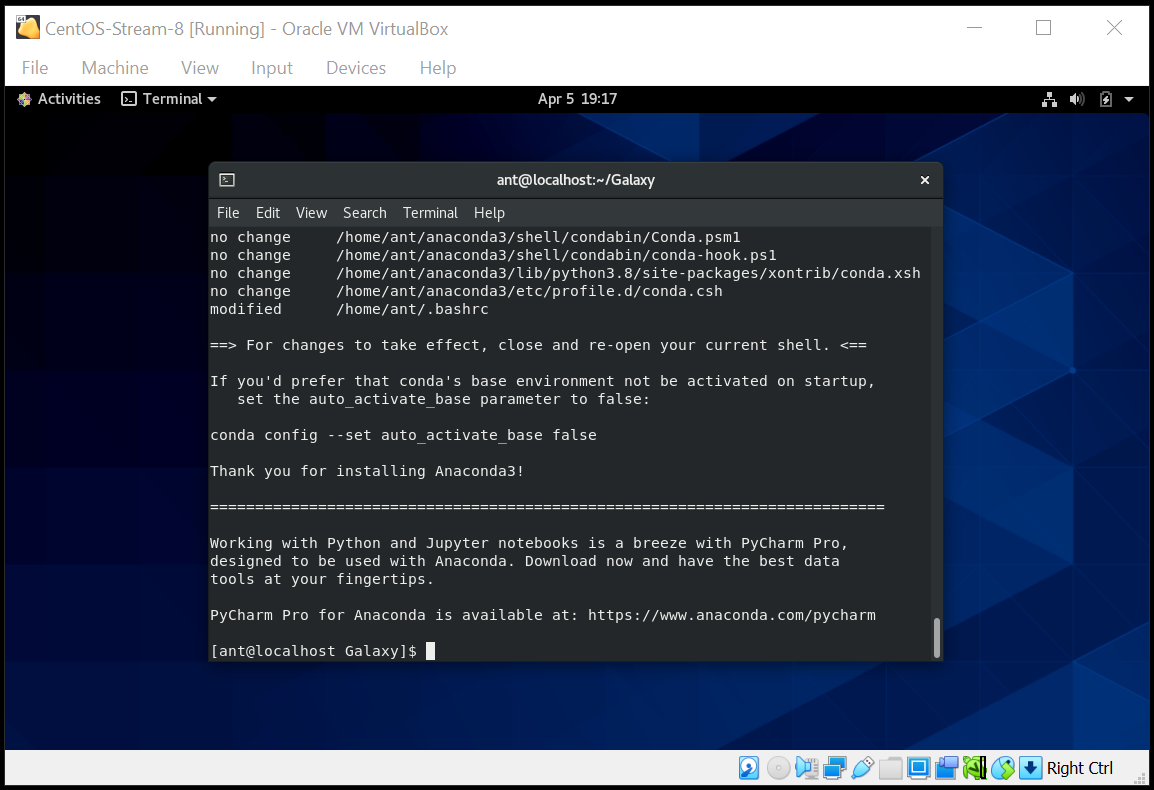 CentOS-Stream-8 [Running] - Oracle VM VirtualBox
File Machine View Input Devices Help
Activities Terminal Apr 5 19:17
ant@localhost:~/Galaxy
File Edit View Search Terminal Help
no change     /home/ant/anaconda3/shell/condabin/Conda.psm1
no change     /home/ant/anaconda3/shell/condabin/conda-hook.ps1
no change     /home/ant/anaconda3/lib/python3.8/site-packages/xontrib/conda.xsh
no change     /home/ant/anaconda3/etc/profile.d/conda.csh
modified      /home/ant/.bashrc
==> For changes to take effect, close and re-open your current shell. <==
If you'd prefer that conda's base environment not be activated on startup,
   set the auto_activate_base parameter to false:
conda config --set auto_activate_base false
Thank you for installing Anaconda3!
===========================================================================
Working with Python and Jupyter notebooks is a breeze with PyCharm Pro,
designed to be used with Anaconda. Download now and have the best data
tools at your fingertips.
PyCharm Pro for Anaconda is available at: https://www.anaconda.com/pycharm
[ant@localhost Galaxy]$
Right Ctrl